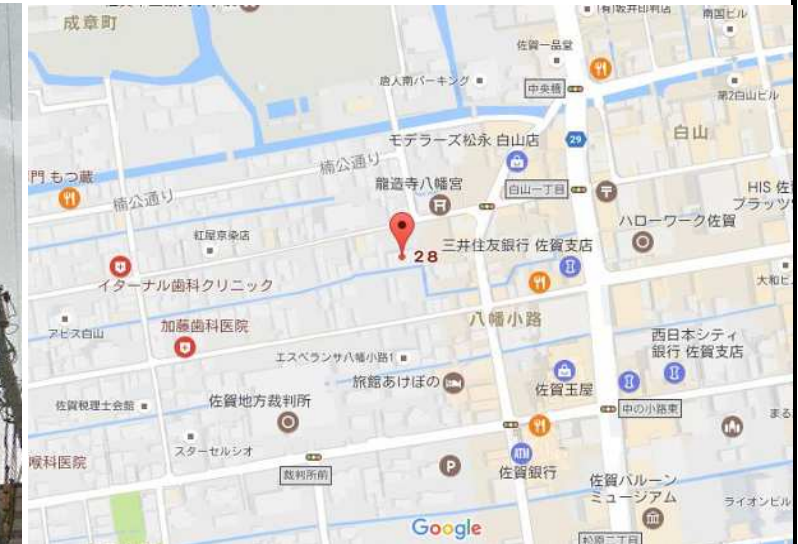 成章町
(有)坂井印判店
南国ビル
佐賀一品堂
唐人南パーキング
中央橋
第2白山ビル
モデラーズ松永 白山店
29
白山
楠公通り
門 もつ蔵
楠公通り
龍造寺八幡宮
白山一丁目
HIS 佐
プラッツ
ハローワーク佐賀
紅屋京染店
28
三井住友銀行 佐賀支店
イターナル歯科クリニック
大和ビ
アピス白山
加藤歯科医院
八幡小路
西日本シティ
銀行 佐賀支店
エスペランサ八幡小路1
旅館あけぼの
佐賀玉屋
佐賀税理士会館
佐賀地方裁判所
中の小路東
まる
スターセルシオ
喉科医院
裁判所前
P
ATM
佐賀銀行
佐賀バルーン
ミュージアム
ライオンビル
Google
松原二丁目